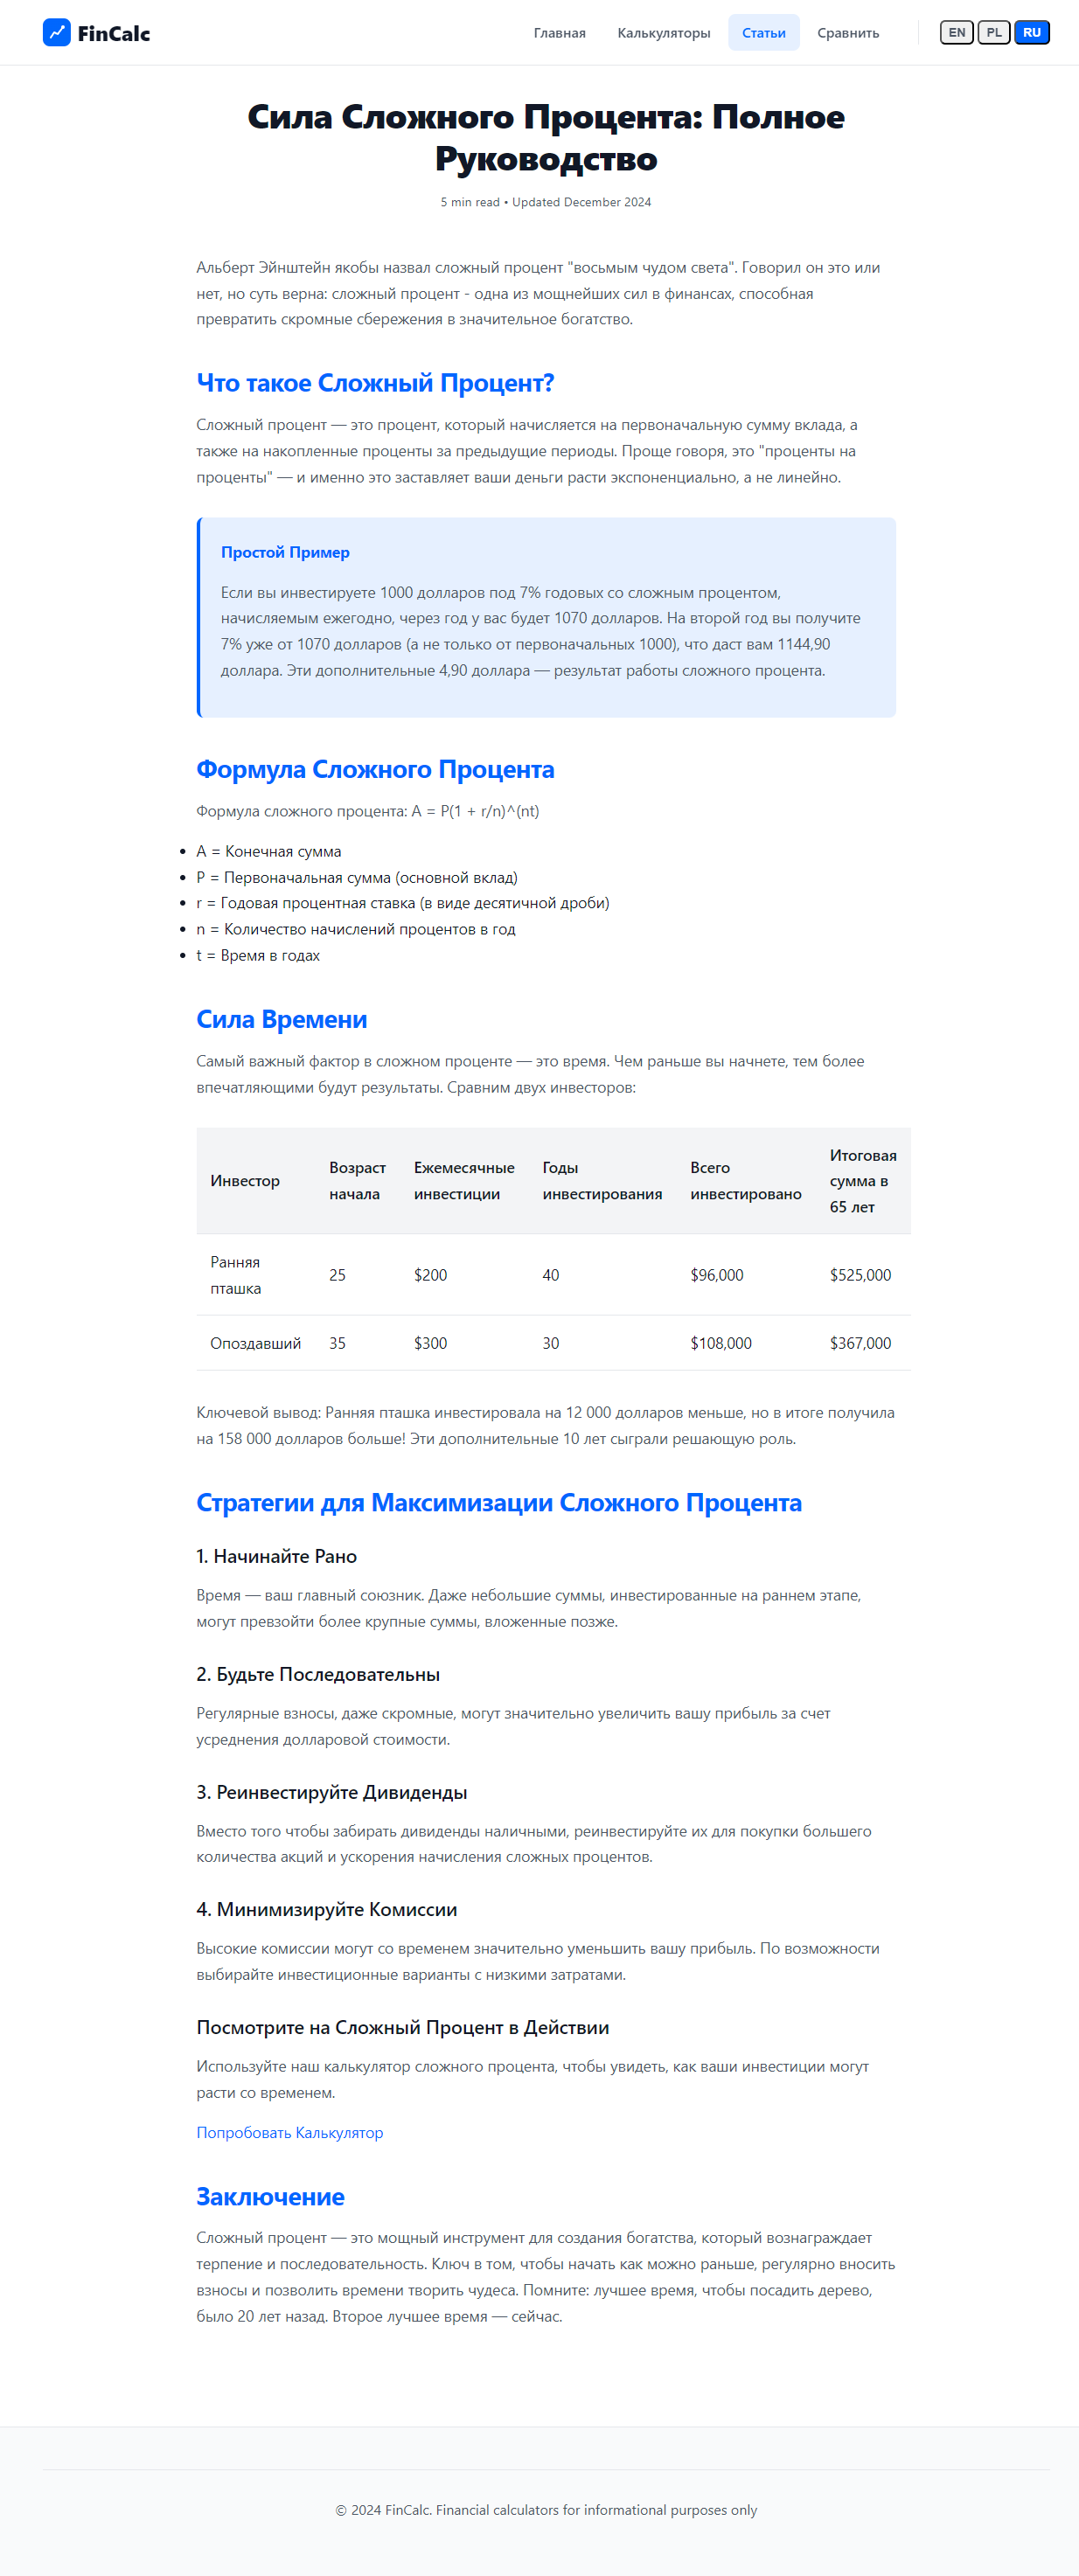 FinCalc
Главная Калькуляторы Статьи Сравнить EN PL RU
Сила Сложного Процента: Полное
Руководство
5 min read • Updated December 2024
Альберт Эйнштейн якобы назвал сложный процент "восьмым чудом света". Говорил он это или
нет, но суть верна: сложный процент - одна из мощнейших сил в финансах, способная
превратить скромные сбережения в значительное богатство.
Что такое Сложный Процент?
Сложный процент — это процент, который начисляется на первоначальную сумму вклада, а
также на накопленные проценты за предыдущие периоды. Проще говоря, это "проценты на
проценты" — и именно это заставляет ваши деньги расти экспоненциально, а не линейно.
Простой Пример
Если вы инвестируете 1000 долларов под 7% годовых со сложным процентом,
начисляемым ежегодно, через год у вас будет 1070 долларов. На второй год вы получите
7% уже от 1070 долларов (а не только от первоначальных 1000), что даст вам 1144,90
доллара. Эти дополнительные 4,90 доллара — результат работы сложного процента.
Формула Сложного Процента
Формула сложного процента: A = P(1 + r/n)^(nt)
• A = Конечная сумма
• P = Первоначальная сумма (основной вклад)
• r = Годовая процентная ставка (в виде десятичной дроби)
• n = Количество начислений процентов в год
• t = Время в годах
Сила Времени
Самый важный фактор в сложном проценте — это время. Чем раньше вы начнете, тем более
впечатляющими будут результаты. Сравним двух инвесторов:
Инвестор
Возраст
начала
Ежемесячные
инвестиции
Годы
инвестирования
Всего
инвестировано
Итоговая
сумма в
65 лет
Ранняя
пташка
25 $200 40 $96,000 $525,000
Опоздавший 35 $300 30 $108,000 $367,000
Ключевой вывод: Ранняя пташка инвестировала на 12 000 долларов меньше, но в итоге получила
на 158 000 долларов больше! Эти дополнительные 10 лет сыграли решающую роль.
Стратегии для Максимизации Сложного Процента
1. Начинайте Рано
Время — ваш главный союзник. Даже небольшие суммы, инвестированные на раннем этапе,
могут превзойти более крупные суммы, вложенные позже.
2. Будьте Последовательны
Регулярные взносы, даже скромные, могут значительно увеличить вашу прибыль за счет
усреднения долларовой стоимости.
3. Реинвестируйте Дивиденды
Вместо того чтобы забирать дивиденды наличными, реинвестируйте их для покупки большего
количества акций и ускорения начисления сложных процентов.
4. Минимизируйте Комиссии
Высокие комиссии могут со временем значительно уменьшить вашу прибыль. По возможности
выбирайте инвестиционные варианты с низкими затратами.
Посмотрите на Сложный Процент в Действии
Используйте наш калькулятор сложного процента, чтобы увидеть, как ваши инвестиции могут
расти со временем.
Попробовать Калькулятор
Заключение
Сложный процент — это мощный инструмент для создания богатства, который вознаграждает
терпение и последовательность. Ключ в том, чтобы начать как можно раньше, регулярно вносить
взносы и позволить времени творить чудеса. Помните: лучшее время, чтобы посадить дерево,
было 20 лет назад. Второе лучшее время — сейчас.
© 2024 FinCalc. Financial calculators for informational purposes only